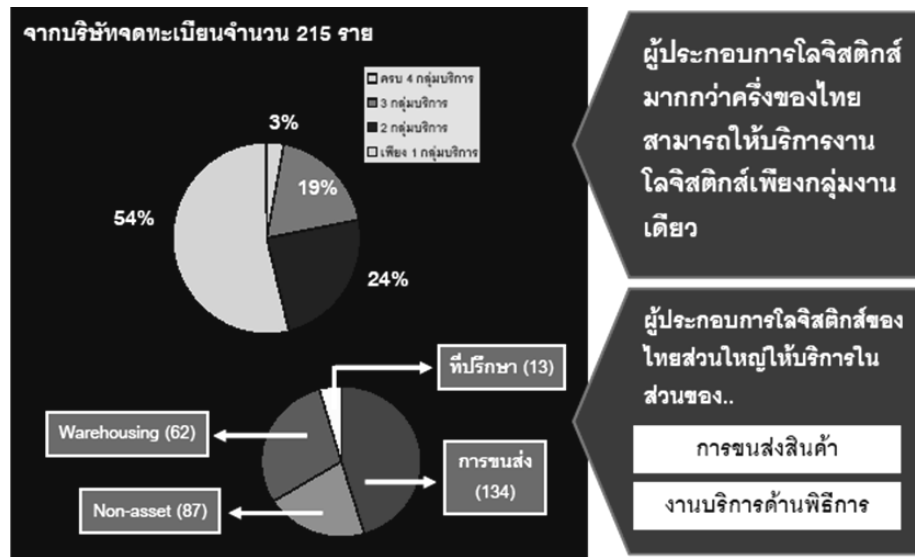 จากบริษัทจดทะเบียนจำนวน 215 ราย
ครบ 4 กลุ่มบริการ
3 กลุ่มบริการ
2 กลุ่มบริการ
เพียง 1 กลุ่มบริการ
3%
19%
54%
24%
ผู้ประกอบการโลจิสติกส์
มากกว่าครึ่งของไทย
สามารถให้บริการงาน
โลจิสติกส์เพียงกลุ่มงาน
เดียว
ที่ปรึกษา (13)
Warehousing (62)
การขนส่ง
(134)
Non-asset (87)
ผู้ประกอบการโลจิสติกส์ของ
ไทยส่วนใหญ่ให้บริการใน
ส่วนของ..
การขนส่งสินค้า
งานบริการด้านพิธีการ